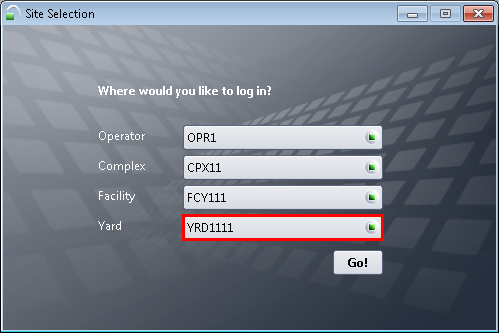 Site Selection
Where would you like to log in?
Operator OPR1
Complex CPX11
Facility FCY111
Yard YRD1111
Go!